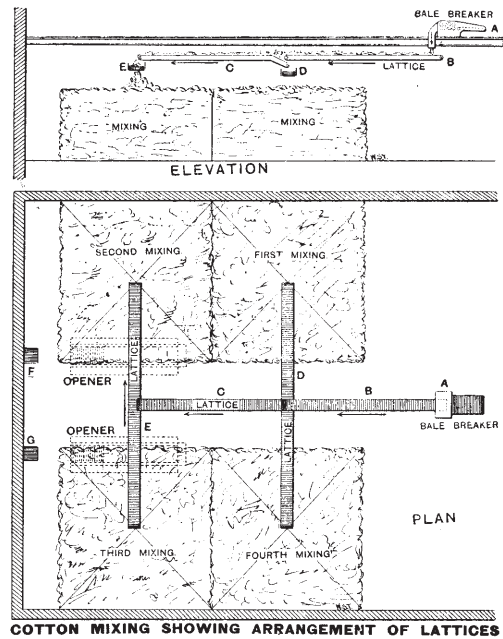 BALE BREAKER
A
E
C
D
LATTICE
B
MIXING
MIXING
ELEVATION
SECOND MIXING
FIRST MIXING
LATTICE
D
F
OPENER
C
LATTICE
B
A
BALE BREAKER
G
OPENER
E
LATTICE
PLAN
THIRD MIXING
FOURTH MIXING
COTTON MIXING SHOWING ARRANGEMENT OF LATTICES